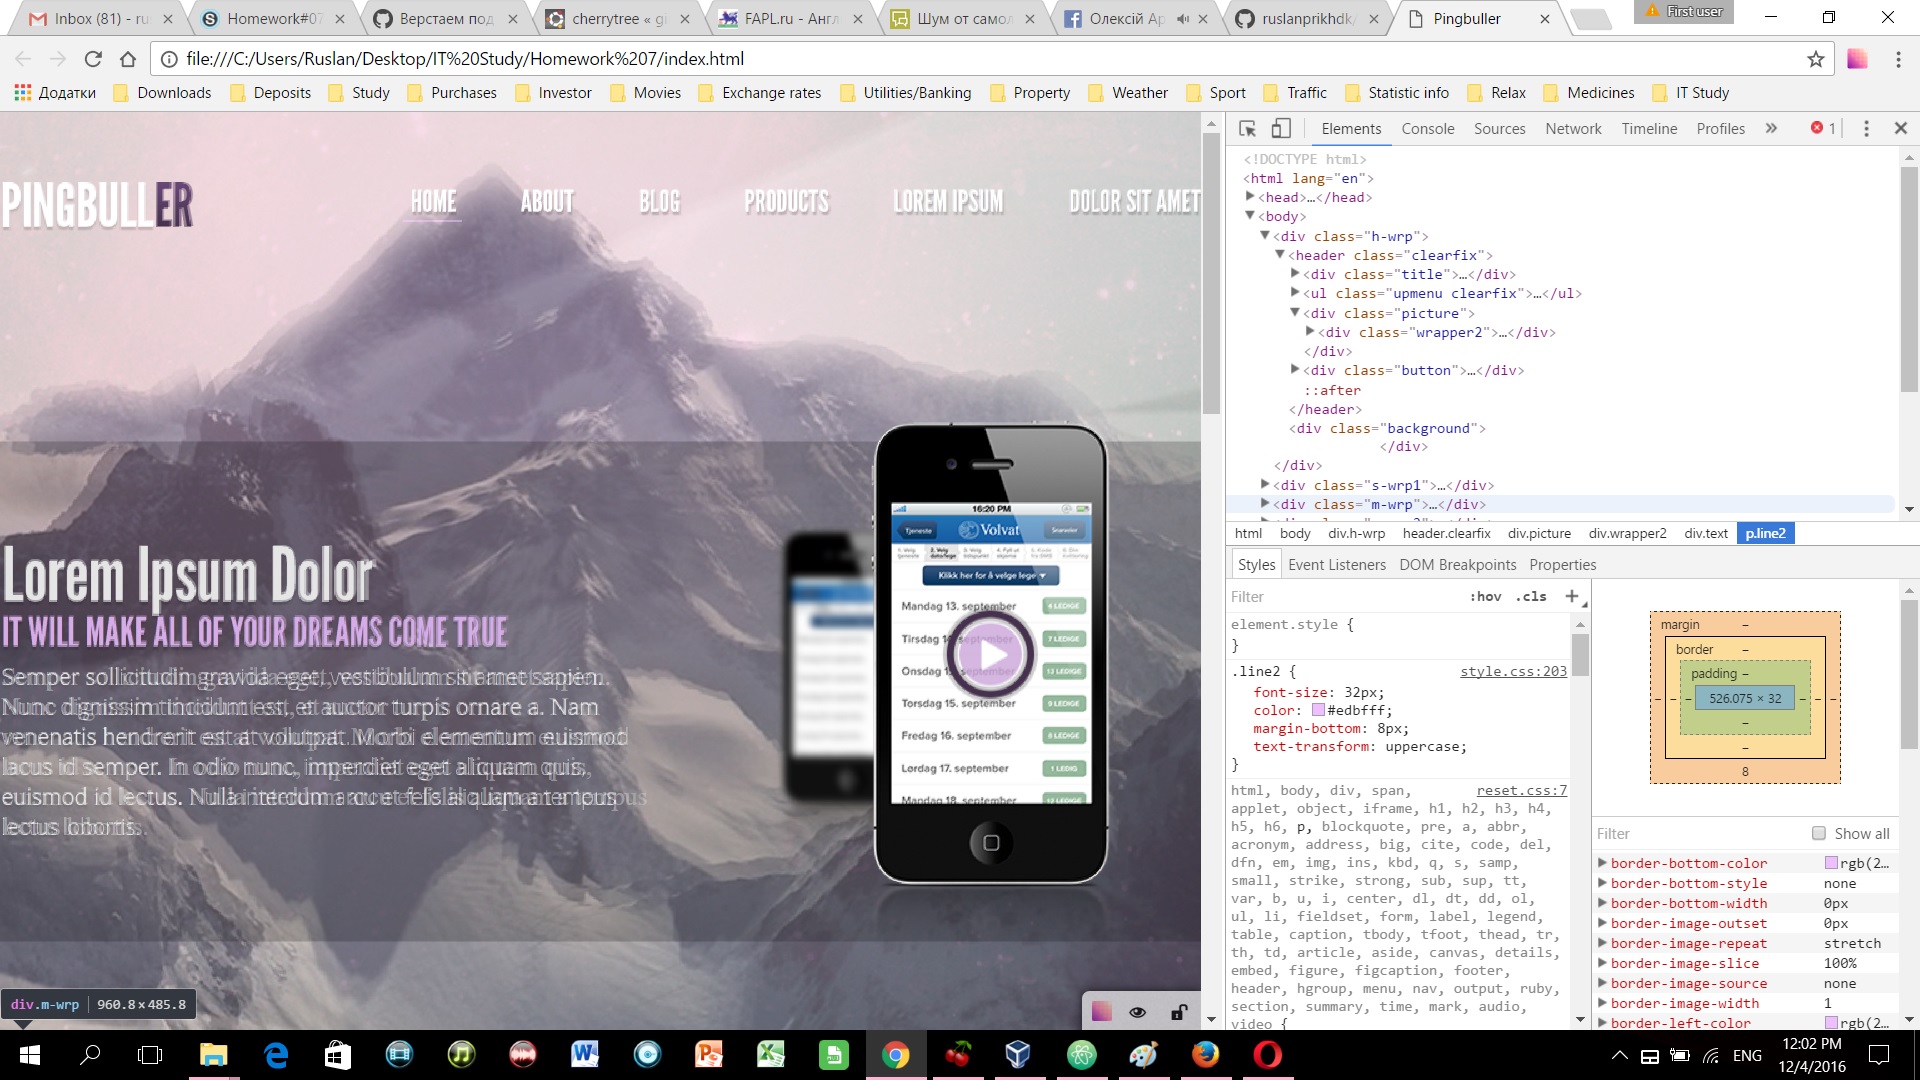 Inbox (81) - ru
Homework#07
Верстаем под
cherrytree « gi
FAPL.ru - Англ
Шум от самол
Олексій Ар
ruslanprikhdk/
Pingbuller
First user
file:///C:/Users/Ruslan/Desktop/IT%20Study/Homework%207/index.html
Додатки
Downloads
Deposits
Study
Purchases
Investor
Movies
Exchange rates
Utilities/Banking
Property
Weather
Sport
Traffic
Statistic info
Relax
Medicines
IT Study
PINGBULLER
HOME
ABOUT
BLOG
PRODUCTS
LOREM IPSUM
DOLOR SIT AMET
Lorem Ipsum Dolor
IT WILL MAKE ALL OF YOUR DREAMS COME TRUE
Semper sollicitudin gravida eget, vestibulum sit amet sapien.
Nunc dignissim tincidunt est, et auctor turpis ornare a. Nam
venenatis hendrerit est at volutpat. Morbi elementum euismod
lacus id semper. In odio nunc, imperdiet eget aliquam quis,
euismod id lectus. Nulla interdum arcu et felis aliquam a tempus
lectus lobortis.
16:20 PM
Tjeneste
Volvat
Klikk her for å velge lege
Mandag 13. september
4 LEDIGE
Tirsdag 14. september
7 LEDIGE
Onsdag 15. september
13 LEDIGE
Torsdag 15. september
9 LEDIGE
Fredag 16. september
8 LEDIGE
Lørdag 17. september
1 LEDIG
Mandag 18. september
div.m-wrp | 960.8×485.8
Elements Console Sources Network Timeline Profiles » 1
<!DOCTYPE html>
<html lang="en">
<head>…</head>
<body>
<div class="h-wrp">
<header class="clearfix">
<div class="title">…</div>
<ul class="upmenu clearfix">…</ul>
<div class="picture">
<div class="wrapper2">…</div>
</div>
<div class="button">…</div>
::after
</header>
<div class="background">
</div>
</div>
<div class="s-wrp1">…</div>
<div class="m-wrp">…</div>
html body div.h-wrp header.clearfix div.picture div.wrapper2 div.text p.line2
Styles Event Listeners DOM Breakpoints Properties
Filter :hov .cls +
element.style {
}
.line2 { style.css:203
font-size: 32px;
color: #edbfff;
margin-bottom: 8px;
text-transform: uppercase;
}
html, body, div, span, reset.css:7
applet, object, iframe, h1, h2, h3, h4,
h5, h6, p, blockquote, pre, a, abbr,
acronym, address, big, cite, code, del,
dfn, em, img, ins, kbd, q, s, samp,
small, strike, strong, sub, sup, tt,
var, b, u, i, center, dl, dt, dd, ol,
ul, li, fieldset, form, label, legend,
table, caption, tbody, tfoot, thead, tr,
th, td, article, aside, canvas, details,
embed, figure, figcaption, footer,
header, hgroup, menu, nav, output, ruby,
section, summary, time, mark, audio,
video {
margin –
border –
padding –
– – – 526.075 × 32 – – –
–
–
8
Filter Show all
border-bottom-color rgb(2…
border-bottom-style none
border-bottom-width 0px
border-image-outset 0px
border-image-repeat stretch
border-image-slice 100%
border-image-source none
border-image-width 1
border-left-color rgb(2…
ENG
12:02 PM
12/4/2016